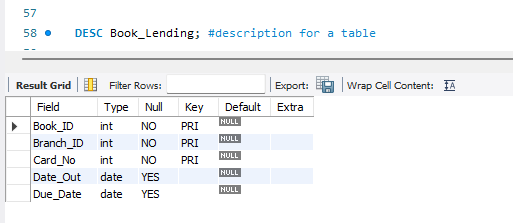 57
58 DESC Book_Lending; #description for a table
Result Grid Filter Rows: Export: Wrap Cell Content: IA
Field Type Null Key Default Extra
Book_ID int NO PRI NULL
Branch_ID int NO PRI NULL
Card_No int NO PRI NULL
Date_Out date YES NULL
Due_Date date YES NULL